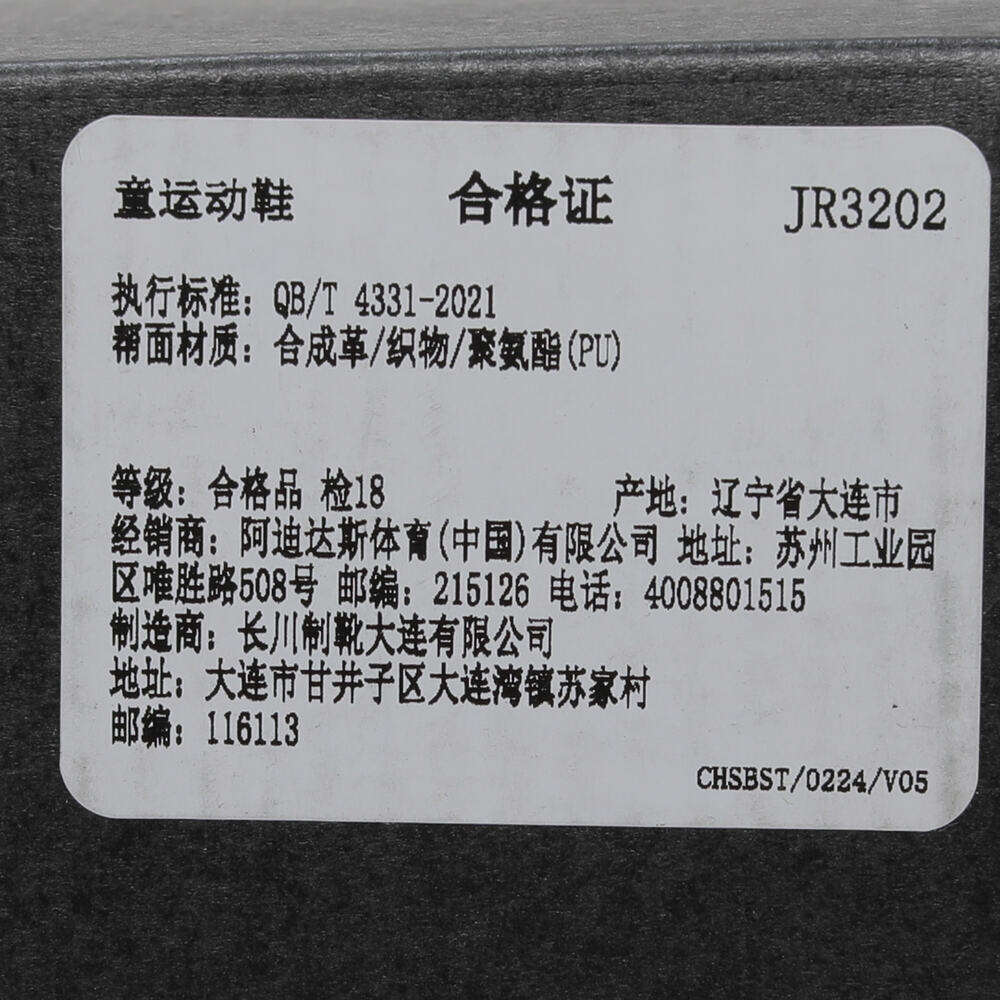 童运动鞋 合格证 JR3202
执行标准：QB/T 4331-2021
帮面材质：合成革/织物/聚氨酯(PU)
等级：合格品 检18 产地：辽宁省大连市
经销商：阿迪达斯体育(中国)有限公司 地址：苏州工业园
区唯胜路508号 邮编：215126 电话：4008801515
制造商：长川制靴大连有限公司
地址：大连市甘井子区大连湾镇苏家村
邮编：116113
CHSBST/0224/V05